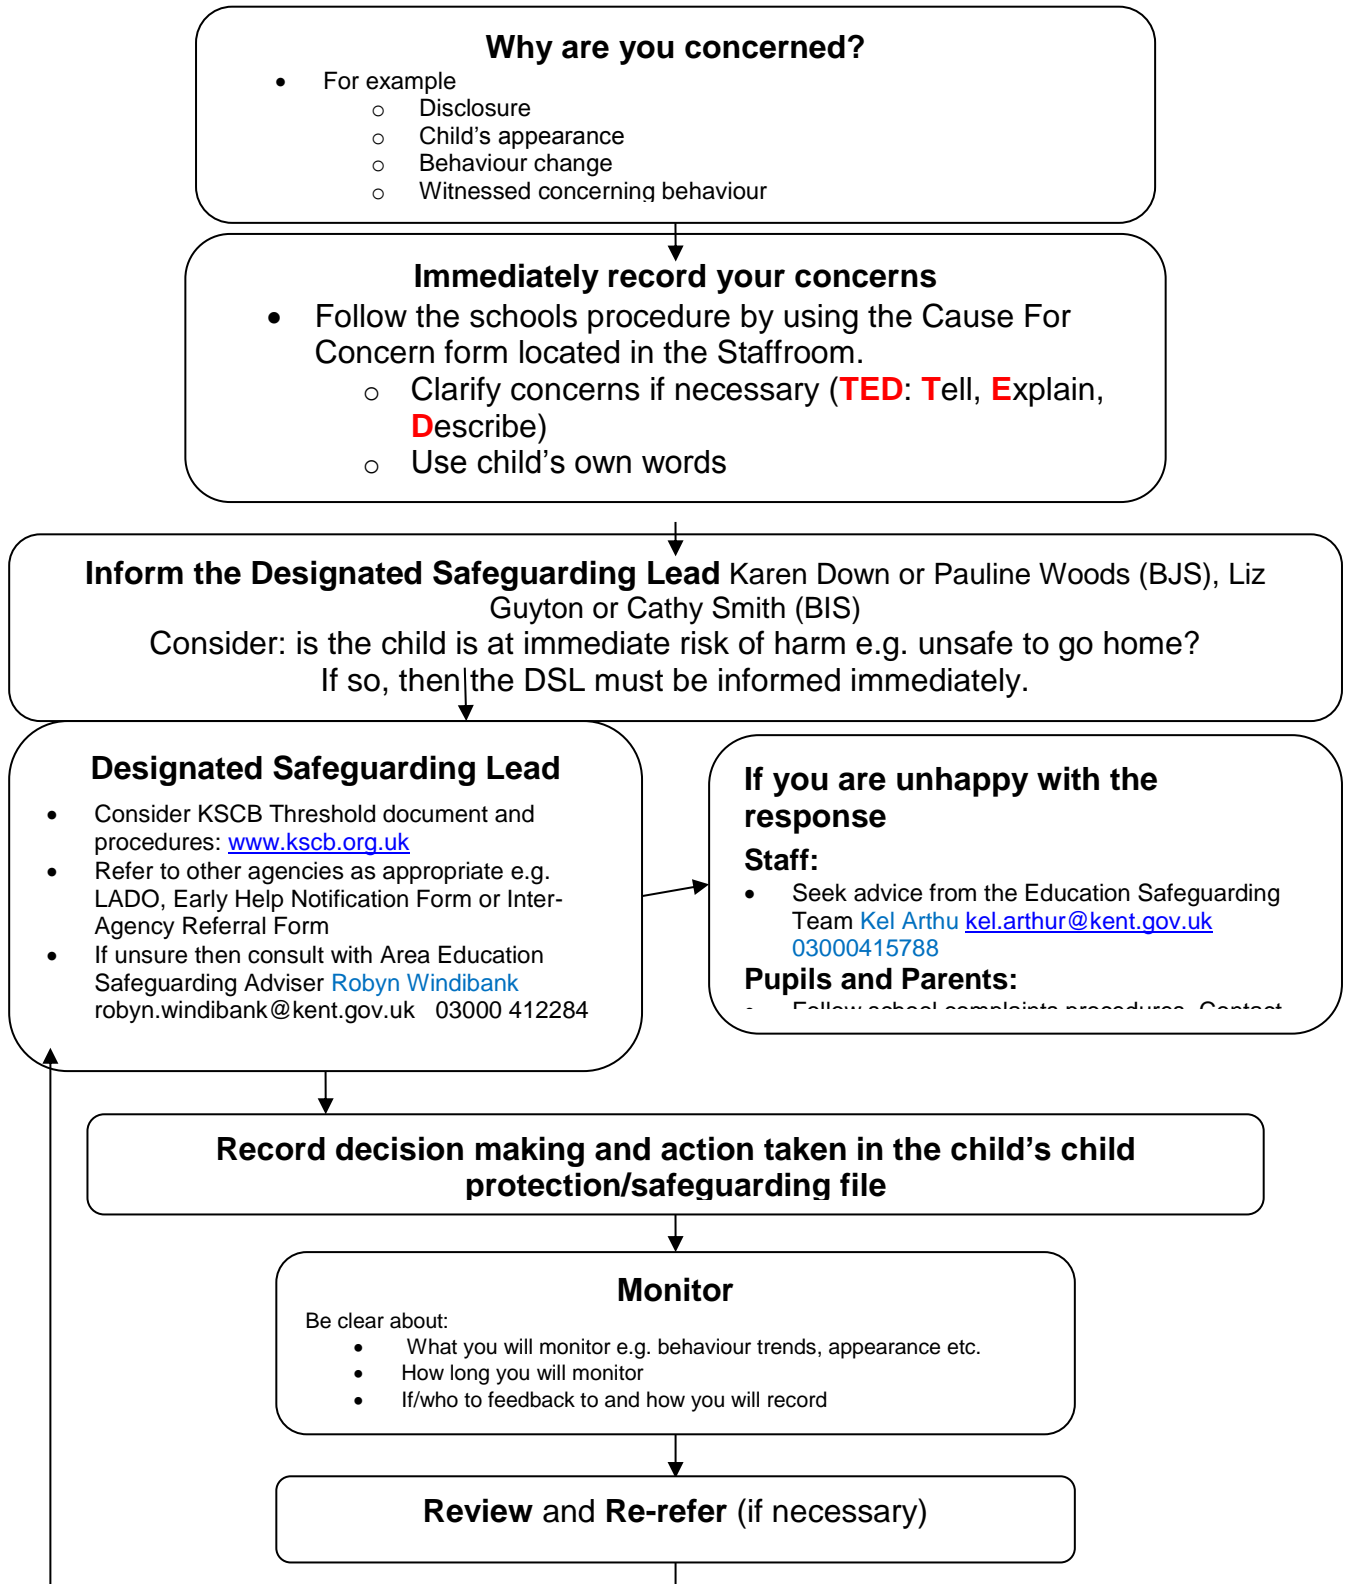 Why are you concerned?
• For example
o Disclosure
o Child's appearance
o Behaviour change
o Witnessed concerning behaviour
Immediately record your concerns
• Follow the schools procedure by using the Cause For
Concern form located in the Staffroom.
o Clarify concerns if necessary (TED: Tell, Explain,
Describe)
o Use child's own words
Inform the Designated Safeguarding Lead Karen Down or Pauline Woods (BJS), Liz
Guyton or Cathy Smith (BIS)
Consider: is the child is at immediate risk of harm e.g. unsafe to go home?
If so, then the DSL must be informed immediately.
Designated Safeguarding Lead
• Consider KSCB Threshold document and
procedures: www.kscb.org.uk
• Refer to other agencies as appropriate e.g.
LADO, Early Help Notification Form or Inter-
Agency Referral Form
• If unsure then consult with Area Education
Safeguarding Adviser Robyn Windibank
robyn.windibank@kent.gov.uk 03000 412284
If you are unhappy with the
response
Staff:
• Seek advice from the Education Safeguarding
Team Kel Arthu kel.arthur@kent.gov.uk
03000415788
Pupils and Parents:
• Follow school complaints procedures. Contact
Record decision making and action taken in the child's child
protection/safeguarding file
Monitor
Be clear about:
• What you will monitor e.g. behaviour trends, appearance etc.
• How long you will monitor
• If/who to feedback to and how you will record
Review and Re-refer (if necessary)